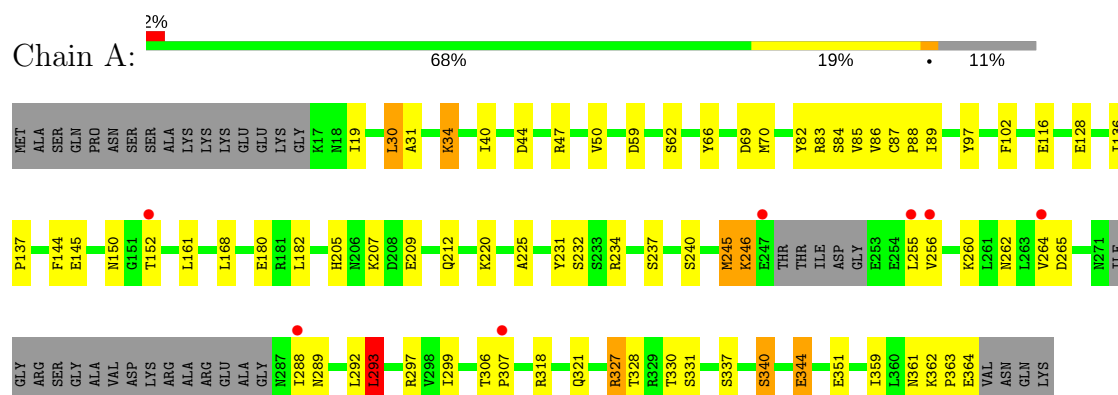 2%
Chain A:
68% 19% • 11%
MET ALA SER GLN PRO ASN SER SER ALA LYS LYS LYS GLU GLU LYS GLY K17 N18 I19 L30 A31 K34 I40 D44 R47 V50 D59 S62 Y66 D69 M70 Y82 R83 S84 V85 V86 C87 P88 I89 Y97 F102 E116 E128 I136
P137 F144 E145 N150 G151 T152 L161 L168 E180 R181 L182 H205 N206 K207 D208 E209 Q212 K220 A225 Y231 S232 S233 R234 S237 S240 M245 K246 E247 THR THR ILE ASP GLY E253 E254 L255 V256 K260 L261 N262 L263 V264 D265 N271 ILE
GLY ARG SER GLY ALA VAL ASP LYS ARG ALA ARG GLU ALA GLY N287 I288 N289 L292 L293 R297 V298 I299 T306 P307 R318 Q321 R327 T328 R329 T330 S331 S337 S340 E344 E351 I359 L360 N361 K362 P363 E364 VAL ASN GLN LYS